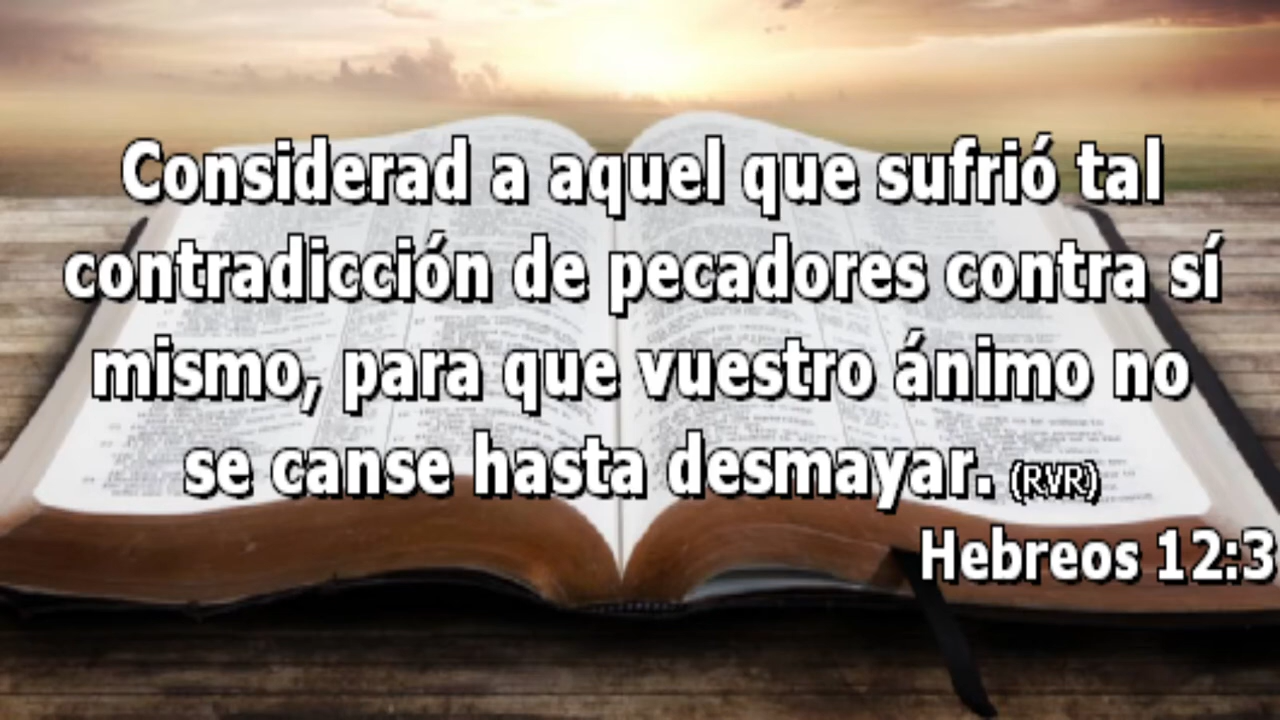 Considerad a aquel que sufrió tal
contradicción de pecadores contra sí
mismo, para que vuestro ánimo no
se canse hasta desmayar. (RVR)
Hebreos 12:3